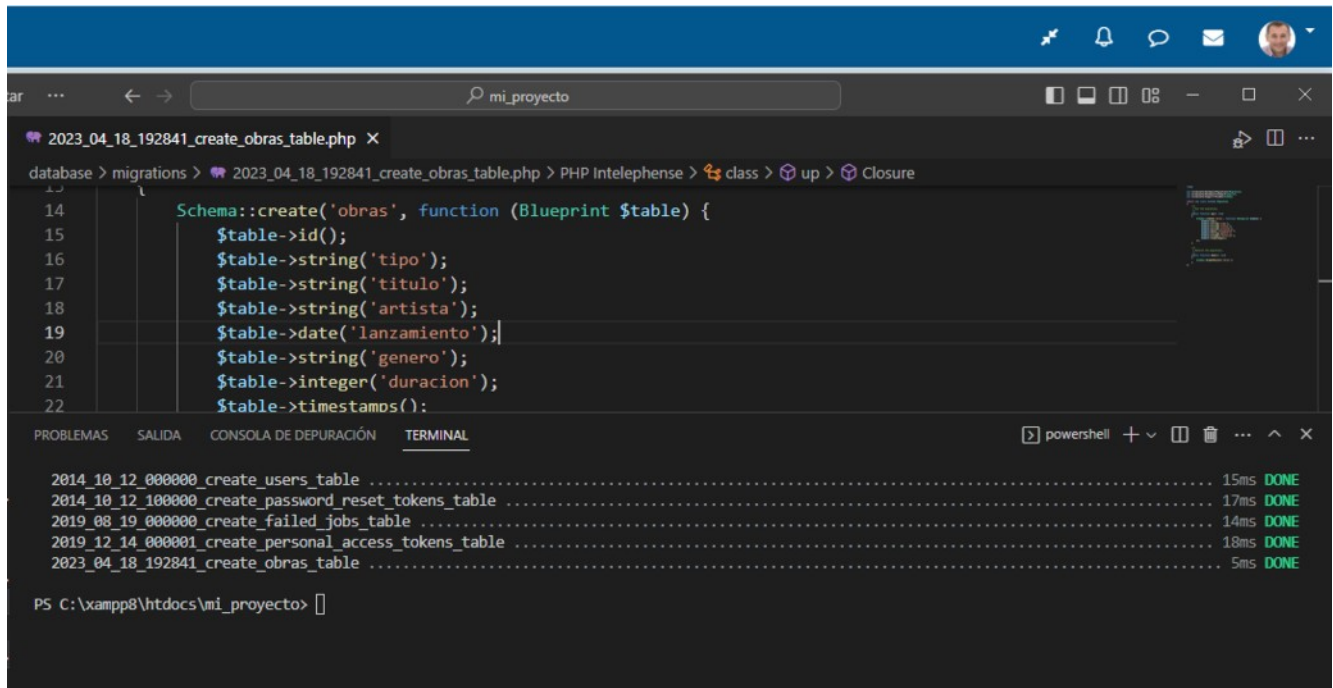 ar ··· mi_proyecto
2023_04_18_192841_create_obras_table.php
database > migrations > 2023_04_18_192841_create_obras_table.php > PHP Intelephense > class > up > Closure
13 {
14 Schema::create('obras', function (Blueprint $table) {
15 $table->id();
16 $table->string('tipo');
17 $table->string('titulo');
18 $table->string('artista');
19 $table->date('lanzamiento');
20 $table->string('genero');
21 $table->integer('duracion');
22 $table->timestamps();
PROBLEMAS SALIDA CONSOLA DE DEPURACIÓN TERMINAL powershell
2014_10_12_000000_create_users_table ........ 15ms DONE
2014_10_12_100000_create_password_reset_tokens_table ........ 17ms DONE
2019_08_19_000000_create_failed_jobs_table ........ 14ms DONE
2019_12_14_000001_create_personal_access_tokens_table ........ 18ms DONE
2023_04_18_192841_create_obras_table ........ 5ms DONE
PS C:\xampp8\htdocs\mi_proyecto>